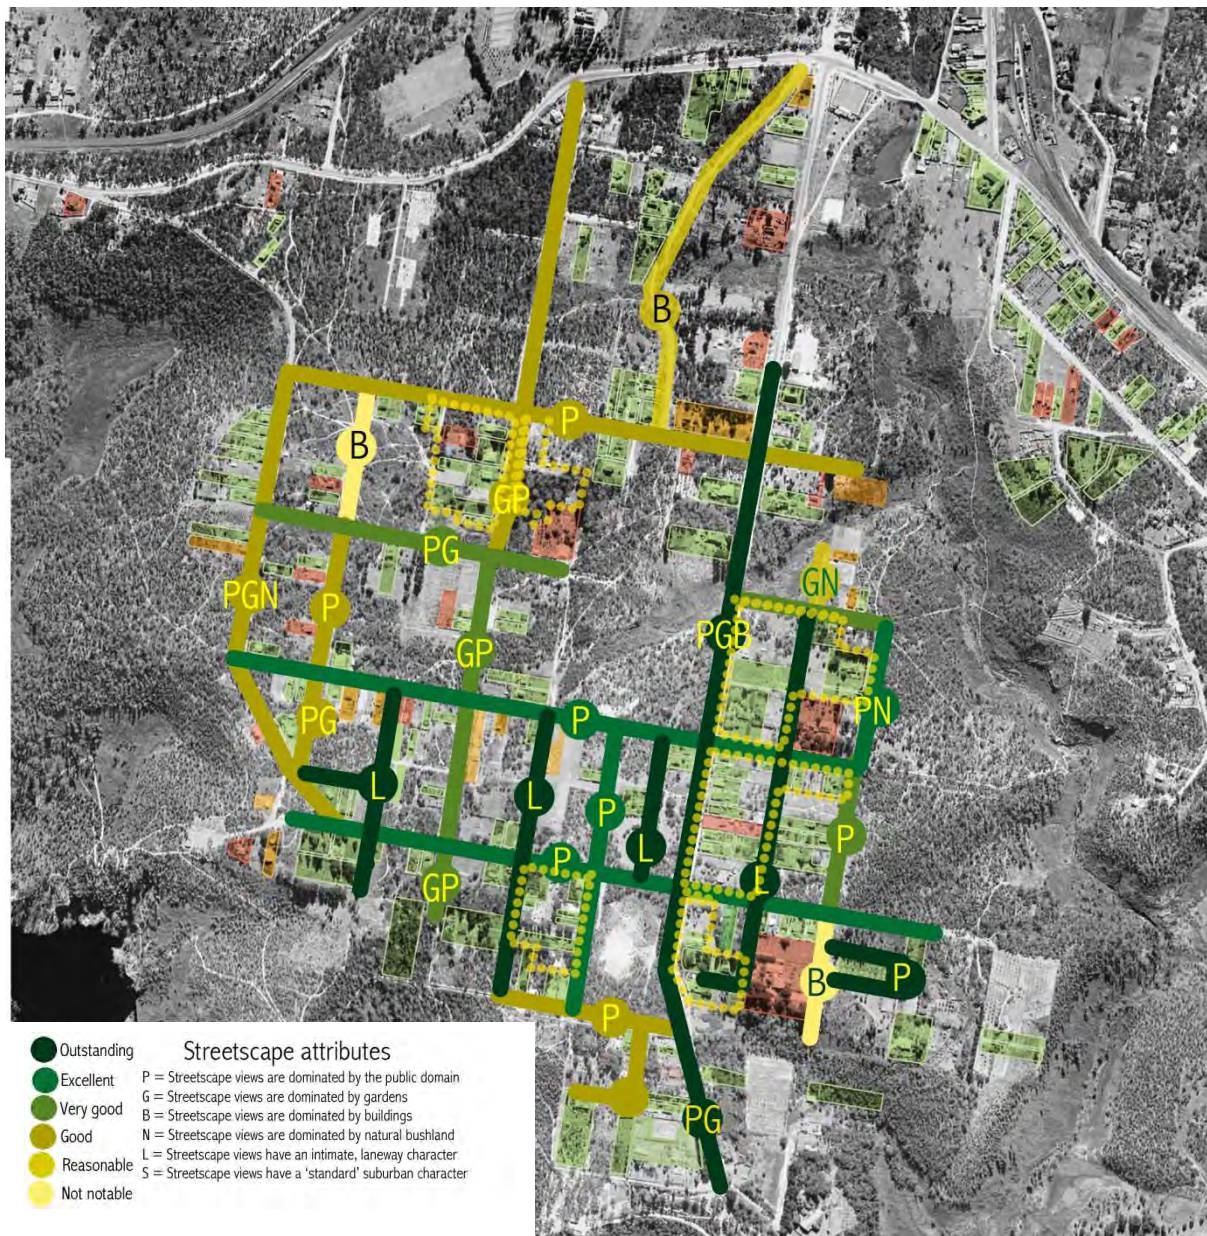 B
P
B
GP
PG
GN
PGN
P
PGB
GP
PN
PG
P
L
L
P
P
L
P
L
GP
P
B
P
PG
Outstanding
Excellent
Very good
Good
Reasonable
Not notable
Streetscape attributes
P = Streetscape views are dominated by the public domain
G = Streetscape views are dominated by gardens
B = Streetscape views are dominated by buildings
N = Streetscape views are dominated by natural bushland
L = Streetscape views have an intimate, laneway character
S = Streetscape views have a ‘standard’ suburban character